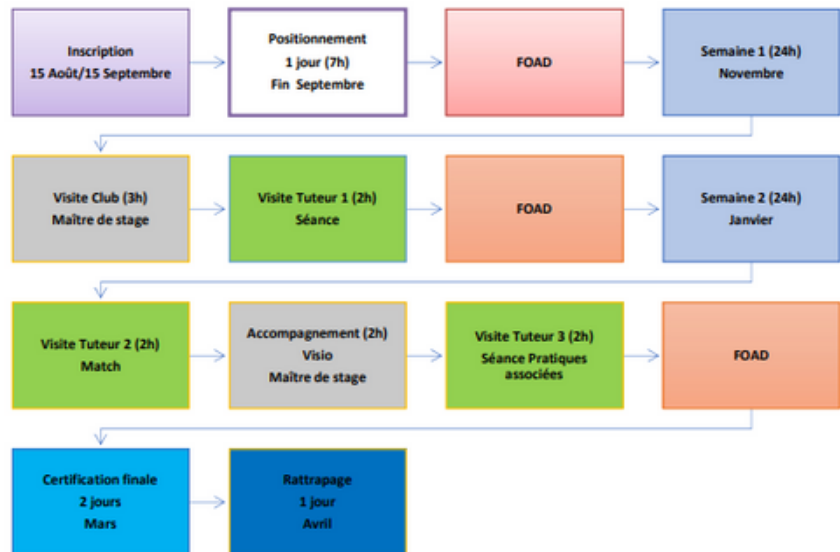 Inscription
15 Août/15 Septembre
Positionnement
1 jour (7h)
Fin Septembre
FOAD
Semaine 1 (24h)
Novembre
Visite Club (3h)
Maître de stage
Visite Tuteur 1 (2h)
Séance
FOAD
Semaine 2 (24h)
Janvier
Visite Tuteur 2 (2h)
Match
Accompagnement (2h)
Visio
Maître de stage
Visite Tuteur 3 (2h)
Séance Pratiques
associées
FOAD
Certification finale
2 jours
Mars
Rattrapage
1 jour
Avril